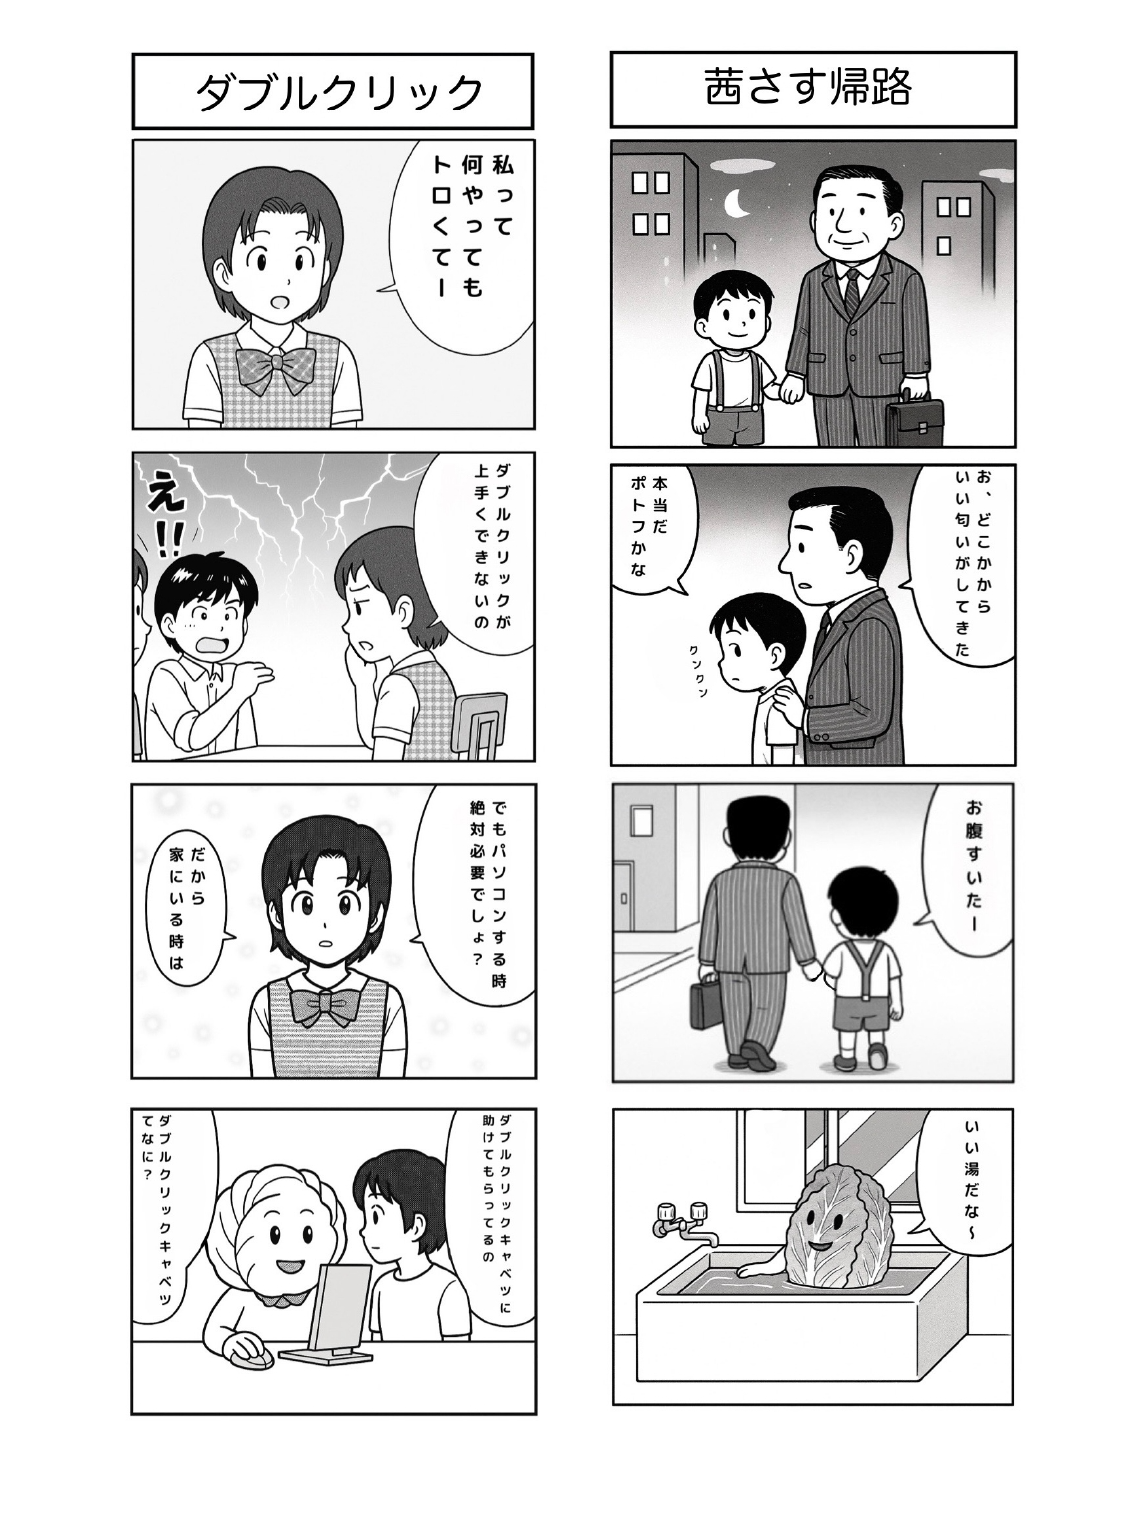 茜さす帰路
お、どこかから
いい匂いがしてきた
本当だ
ポトフかな
クンクン
お腹すいたー
いい湯だな〜
ダブルクリック
私って
何やっても
トロくてー
ダブルクリックが
上手くできないの
え!!
でもパソコンする時
絶対必要でしょ?
だから
家にいる時は
ダブルクリックキャベツに
助けてもらってるの
ダブルクリックキャベツ
てなに?